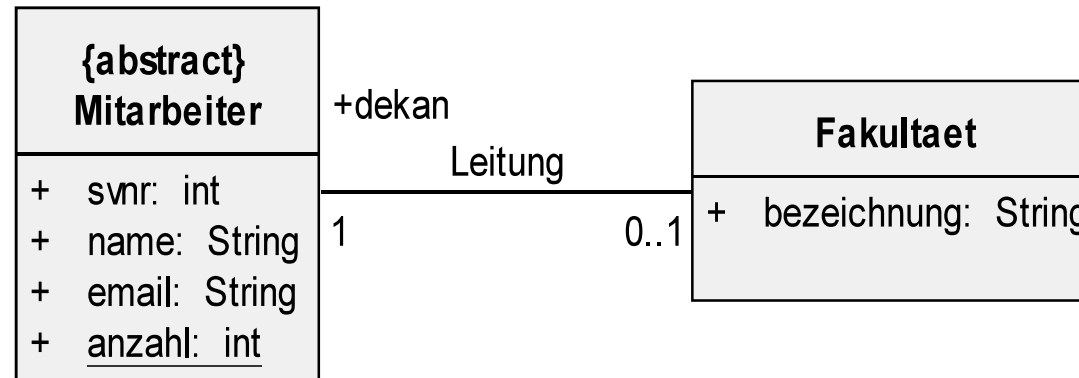 {abstract}
Mitarbeiter
+ svnr: int
+ name: String
+ email: String
+ anzahl: int
+dekan
Leitung
1
0..1
Fakultaet
+ bezeichnung: String